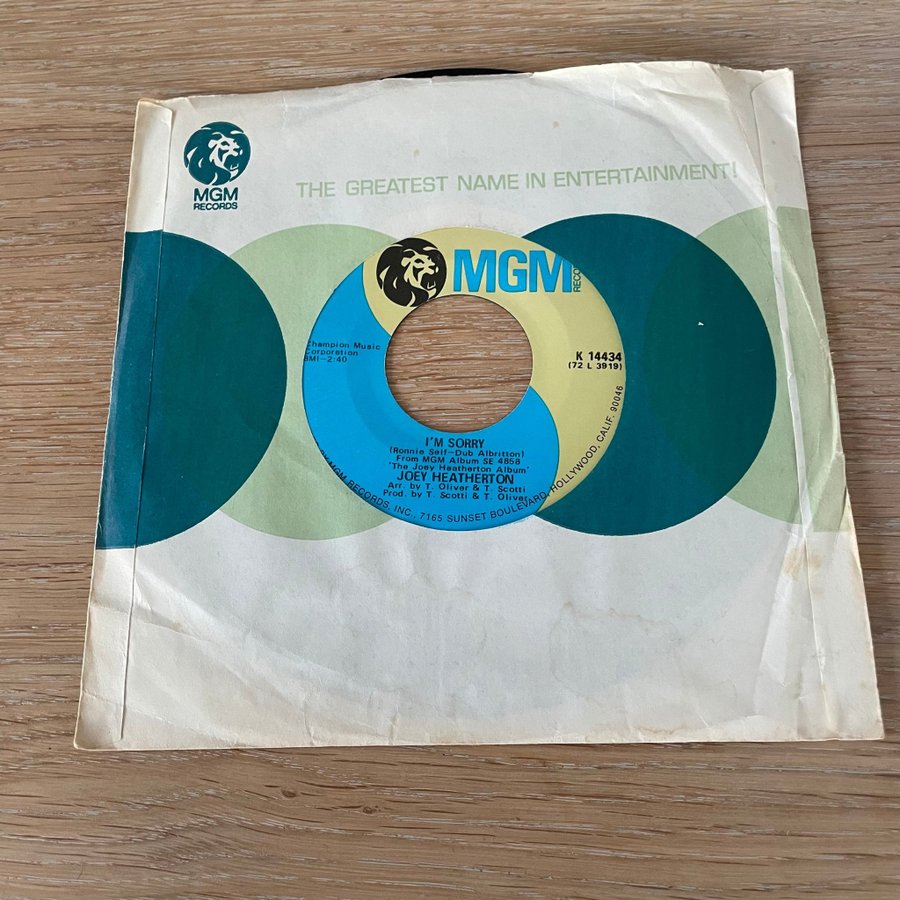 MGM
RECORDS
THE GREATEST NAME IN ENTERTAINMENT!
MGM
RECO
Champion Music
Corporation
BMI-2:40
K 14434
(72 L 3919)
I'M SORRY
(Ronnie Self-Dub Albritton)
From MGM Album SE 4858
'The Joey Heatherton Album'
JOEY HEATHERTON
Arr. by T. Oliver & T. Scotti
Prod. by T. Scotti & T. Oliver
BY MGM RECORDS, INC., 7165 SUNSET BOULEVARD, HOLLYWOOD, CALIF. 90046